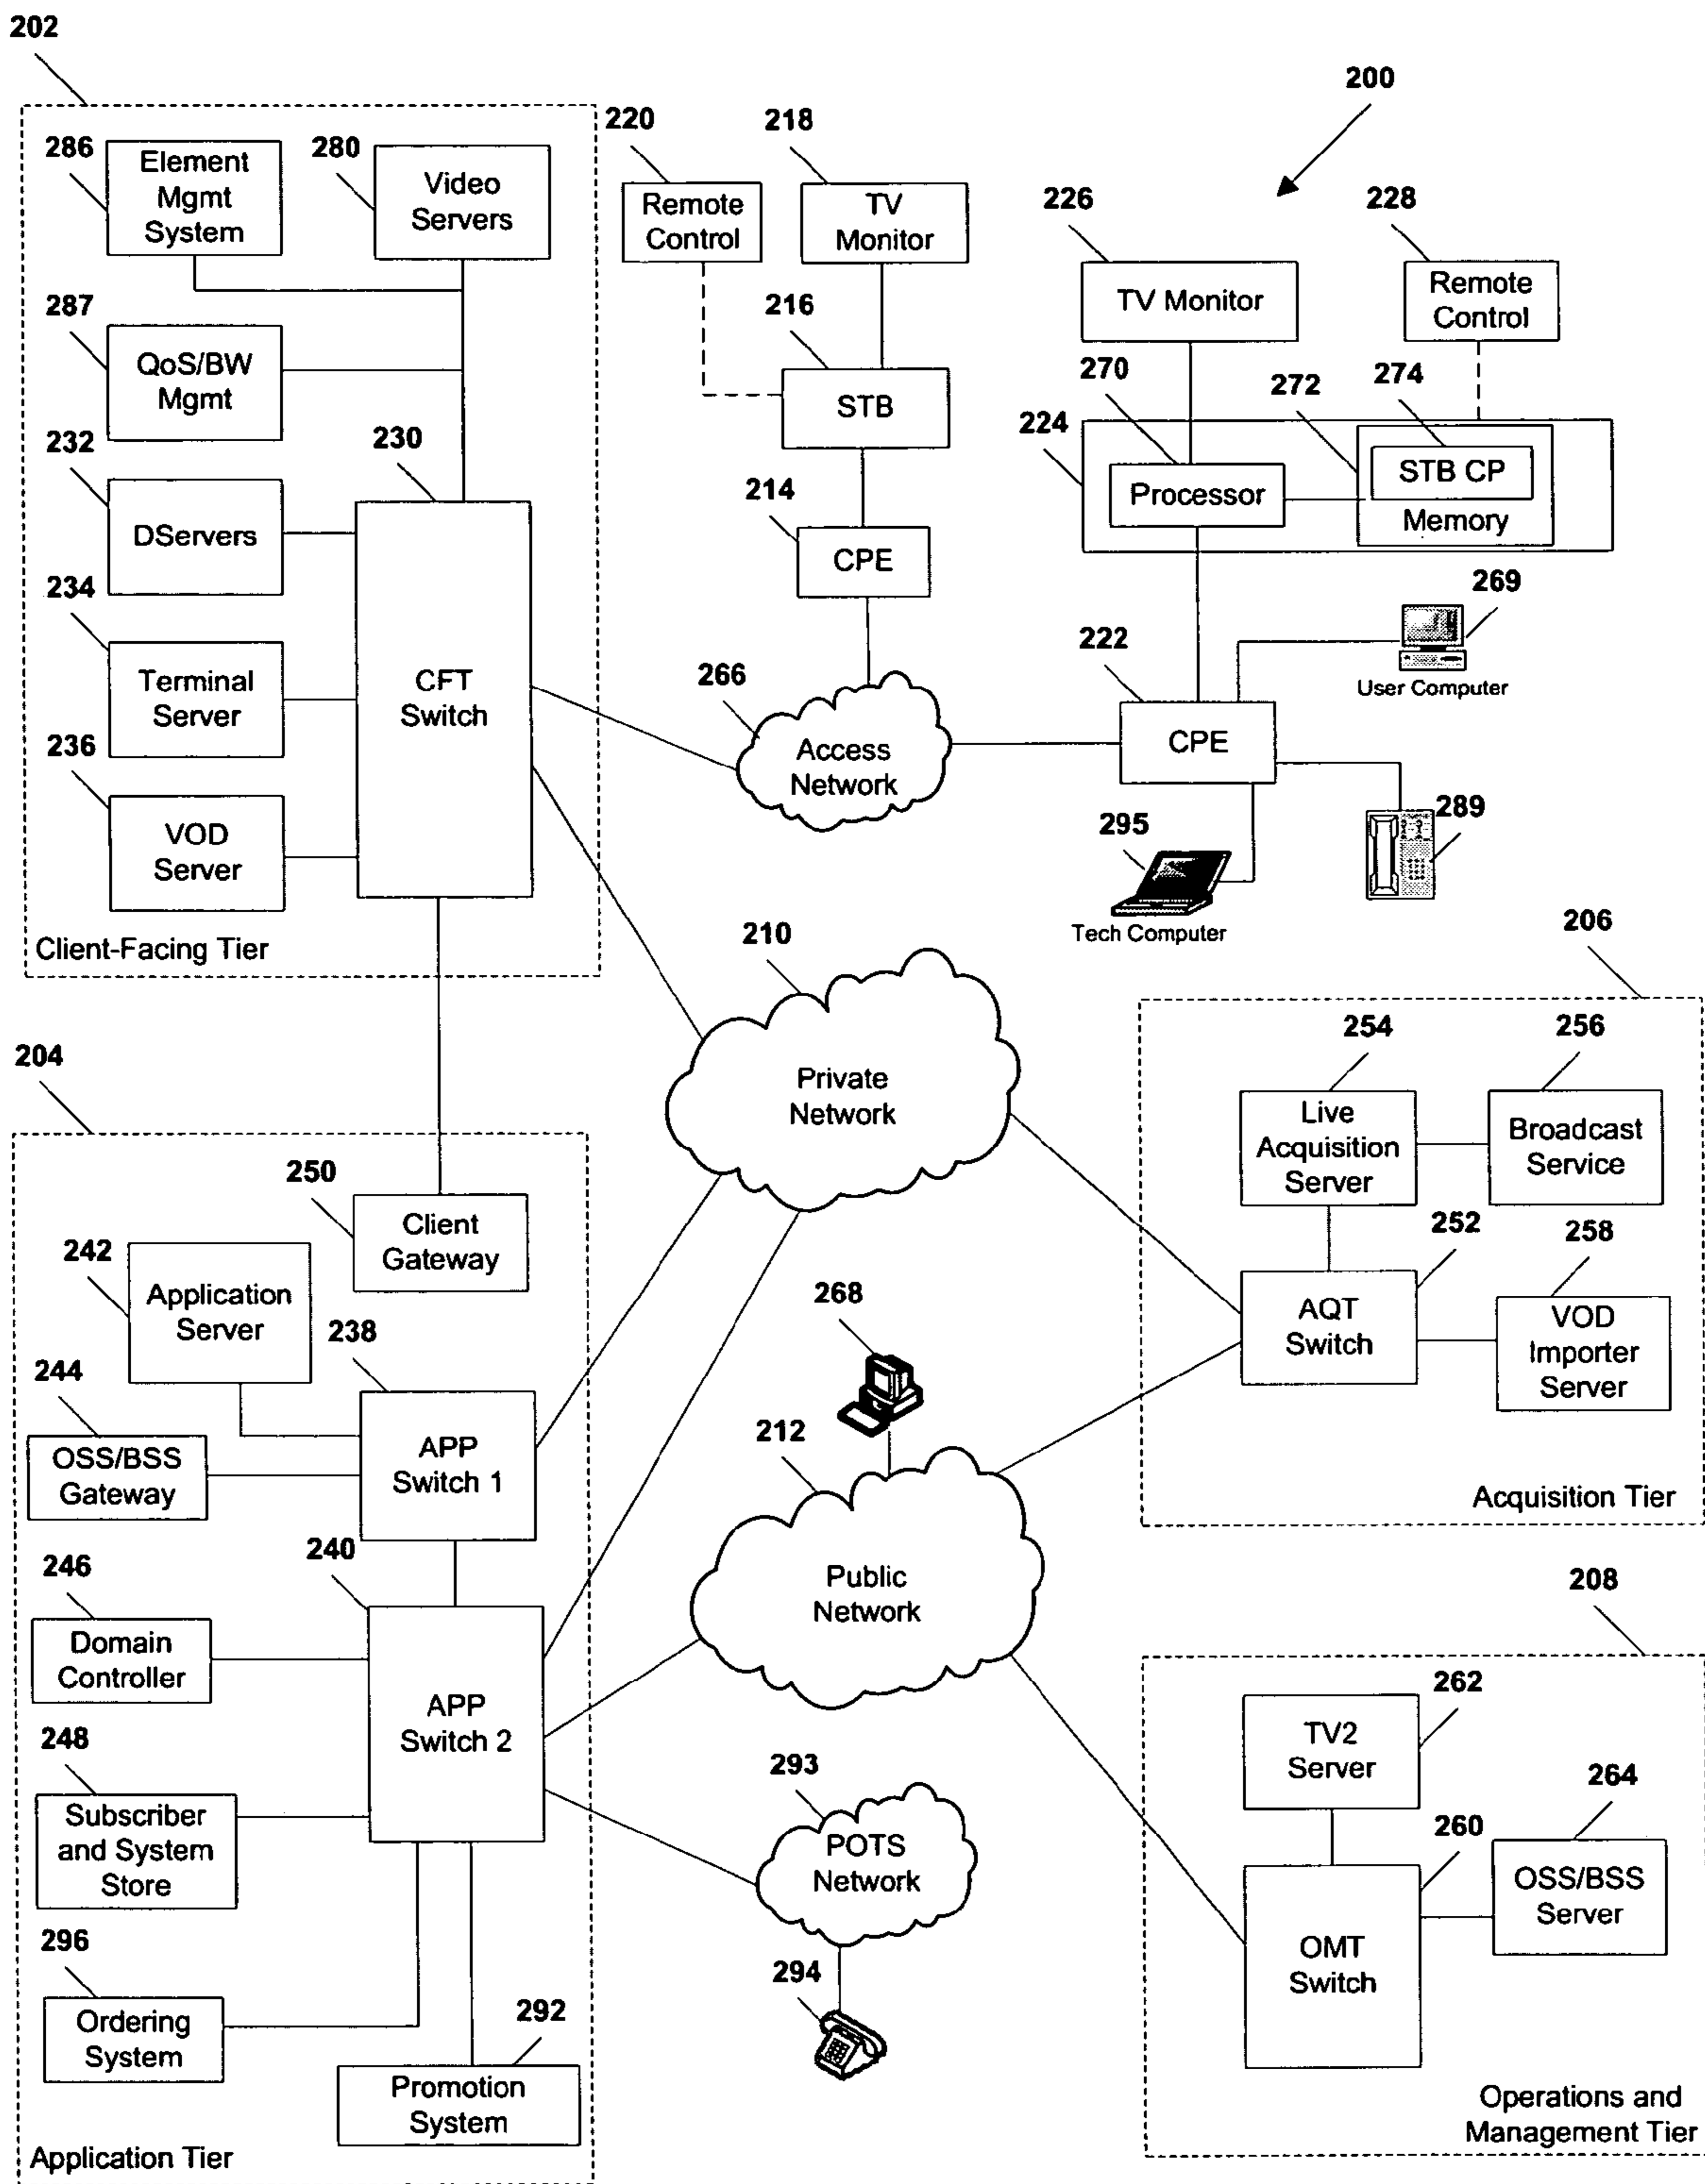 202
200
286
Element
Mgmt
System
280
Video
Servers
287
QoS/BW
Mgmt
232
DServers
230
CFT
Switch
234
Terminal
Server
236
VOD
Server
Client-Facing Tier
220
Remote
Control
218
TV
Monitor
216
STB
214
CPE
266
Access
Network
226
TV Monitor
228
Remote
Control
270
272
274
224
Processor
STB CP
Memory
269
User Computer
222
CPE
295
Tech Computer
289
210
Private
Network
206
254
Live
Acquisition
Server
256
Broadcast
Service
252
AQT
Switch
258
VOD
Importer
Server
Acquisition Tier
204
250
Client
Gateway
242
Application
Server
238
APP
Switch 1
244
OSS/BSS
Gateway
240
APP
Switch 2
246
Domain
Controller
248
Subscriber
and System
Store
296
Ordering
System
292
Promotion
System
Application Tier
268
212
Public
Network
293
POTS
Network
294
208
262
TV2
Server
260
OMT
Switch
264
OSS/BSS
Server
Operations and
Management Tier